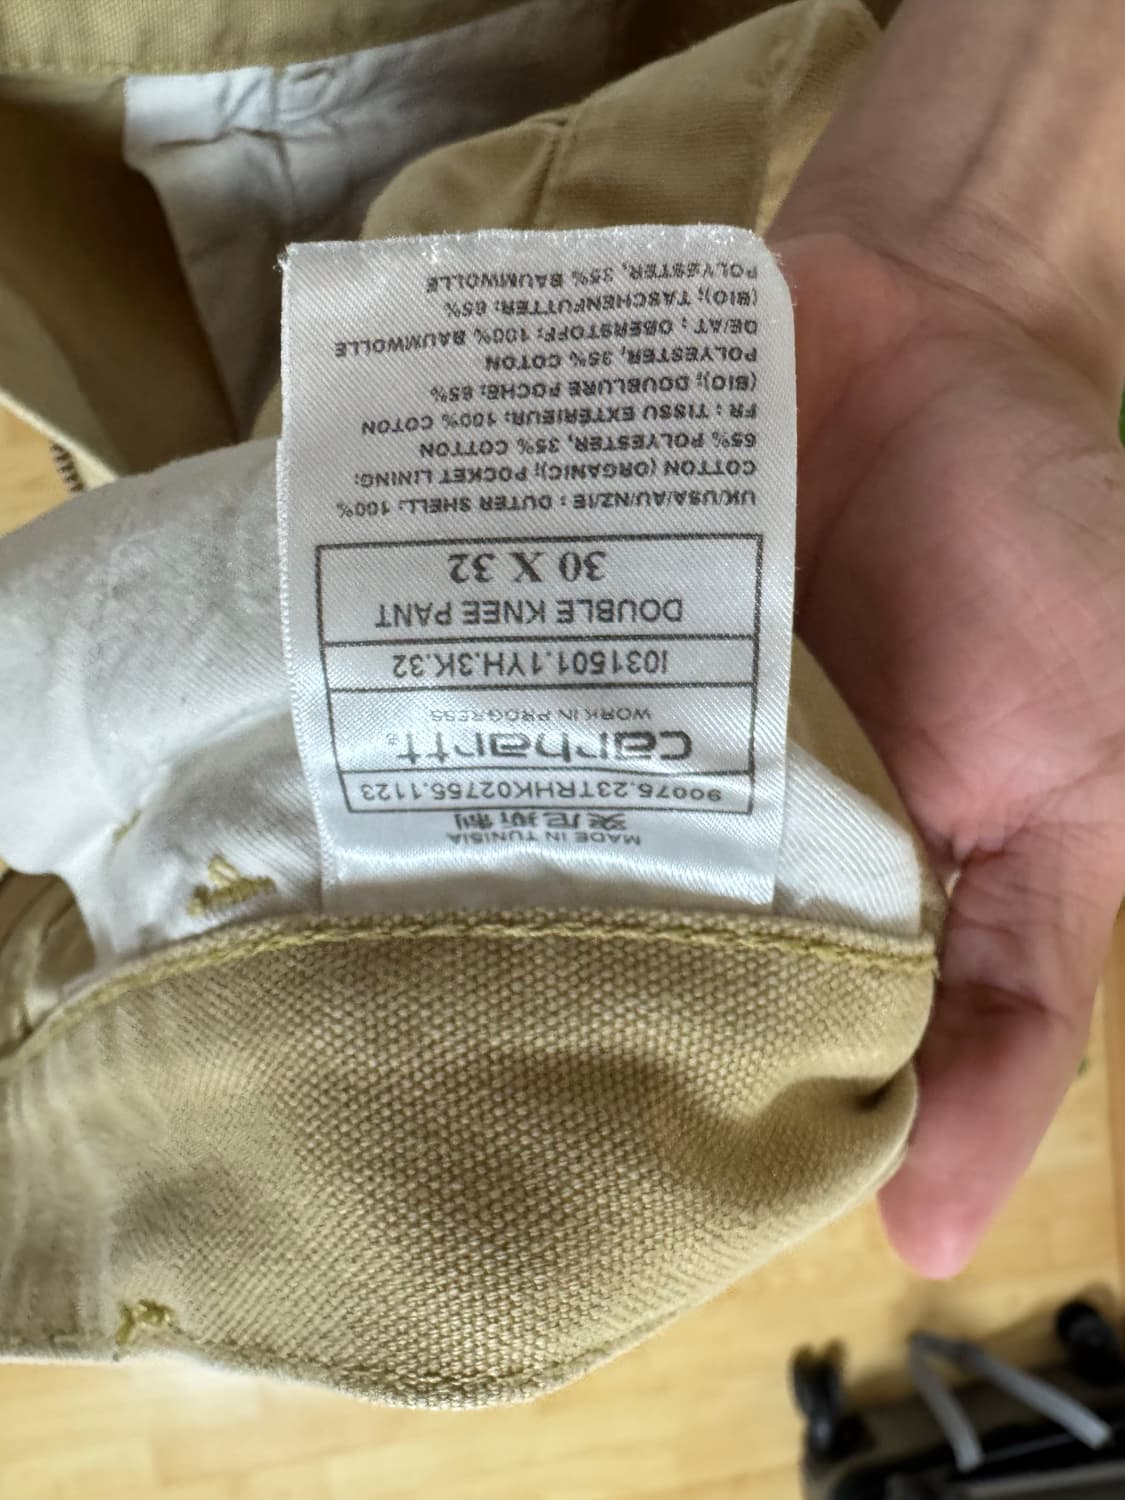 MADE IN TUNISIA
突尼斯制
90075.23TRHK02755.1123
carhartt®
WORK IN PROGRESS
I031501.1YH.3K.32
DOUBLE KNEE PANT
30 X 32
UK/USA/AU/NZ/IE : OUTER SHELL: 100%
COTTON (ORGANIC); POCKET LINING:
65% POLYESTER, 35% COTTON
FR : TISSU EXTÉRIEUR: 100% COTON
(BIO); DOUBLURE POCHE: 65%
POLYESTER, 35% COTON
DE/AT : OBERSTOFF: 100% BAUMWOLLE
(BIO); TASCHENFUTTER: 65%
POLYESTER, 35% BAUMWOLLE